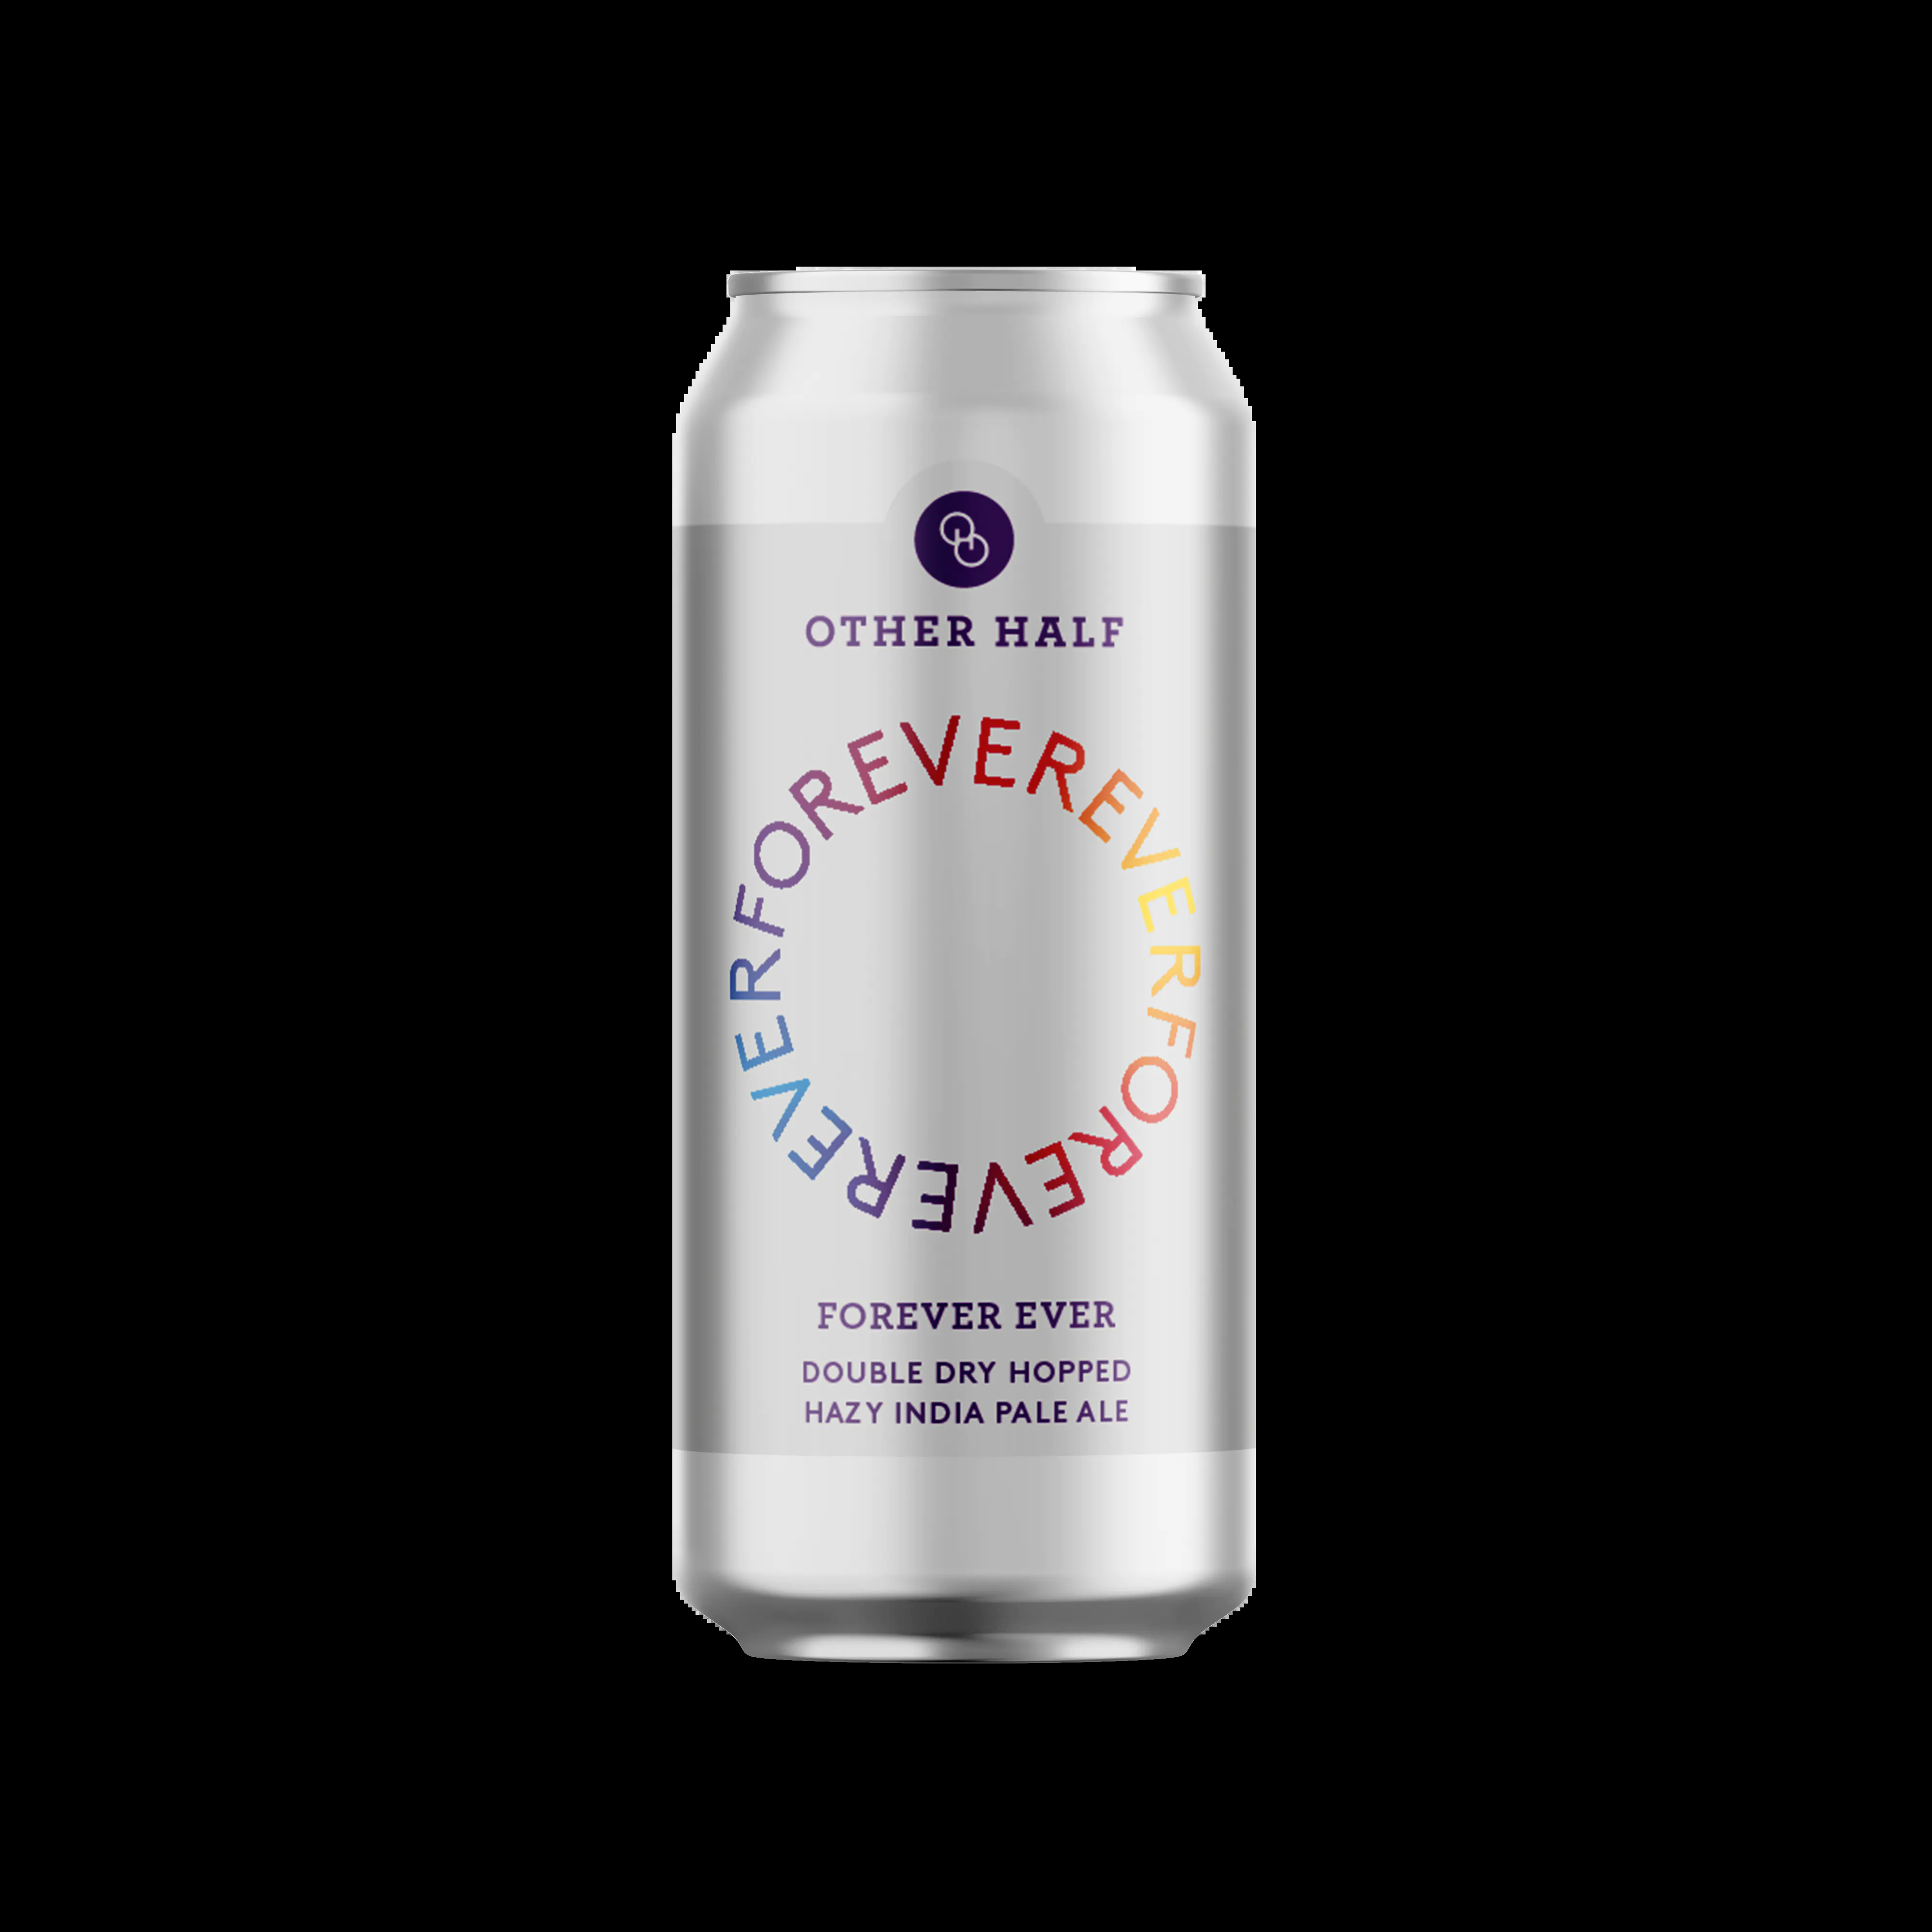 OTHER HALF
FOREVEREVERFOREVEREVER
FOREVER EVER
DOUBLE DRY HOPPED
HAZY INDIA PALE ALE